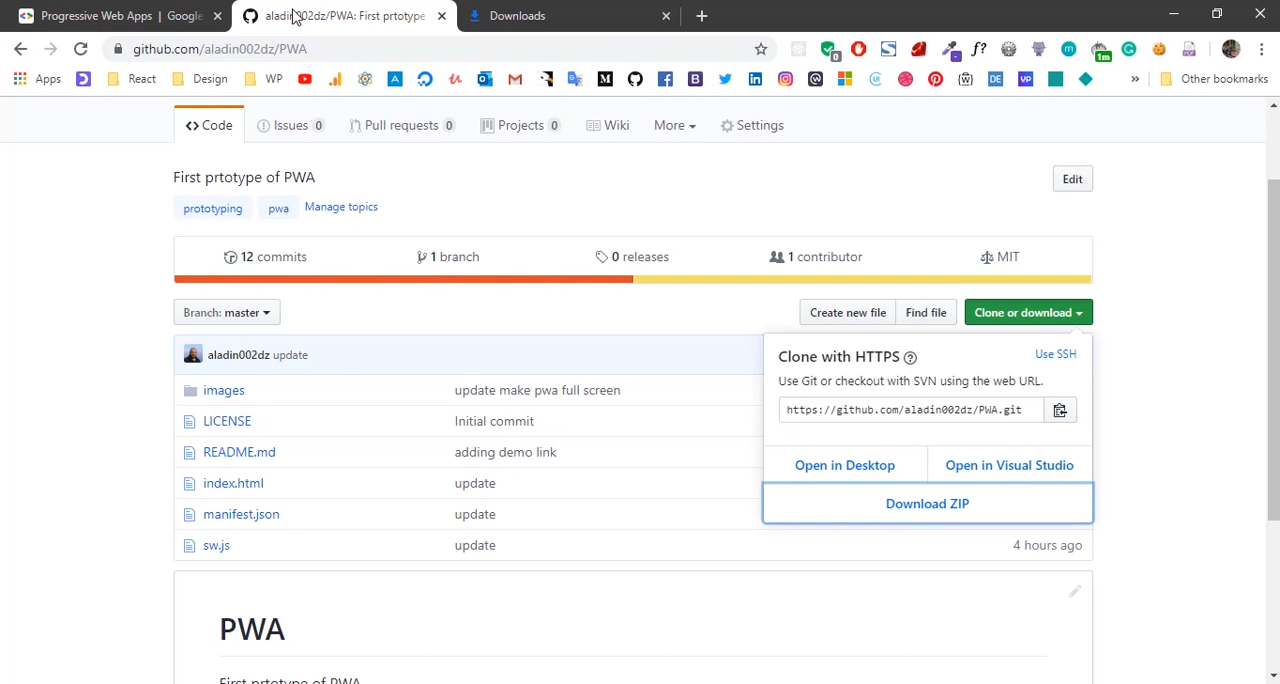 Progressive Web Apps | Google
aladin002dz/PWA: First prtotype
Downloads
github.com/aladin002dz/PWA
0
1m
Apps
React
Design
WP
Other bookmarks
Code
Issues 0
Pull requests 0
Projects 0
Wiki
More
Settings
First prtotype of PWA
Edit
prototyping
pwa
Manage topics
12 commits
1 branch
0 releases
1 contributor
MIT
Branch: master
Create new file
Find file
Clone or download
aladin002dz update
Clone with HTTPS
Use SSH
Use Git or checkout with SVN using the web URL.
https://github.com/aladin002dz/PWA.git
Open in Desktop
Open in Visual Studio
Download ZIP
images
update make pwa full screen
LICENSE
Initial commit
README.md
adding demo link
index.html
update
manifest.json
update
sw.js
update
4 hours ago
PWA
First prtotype of PWA